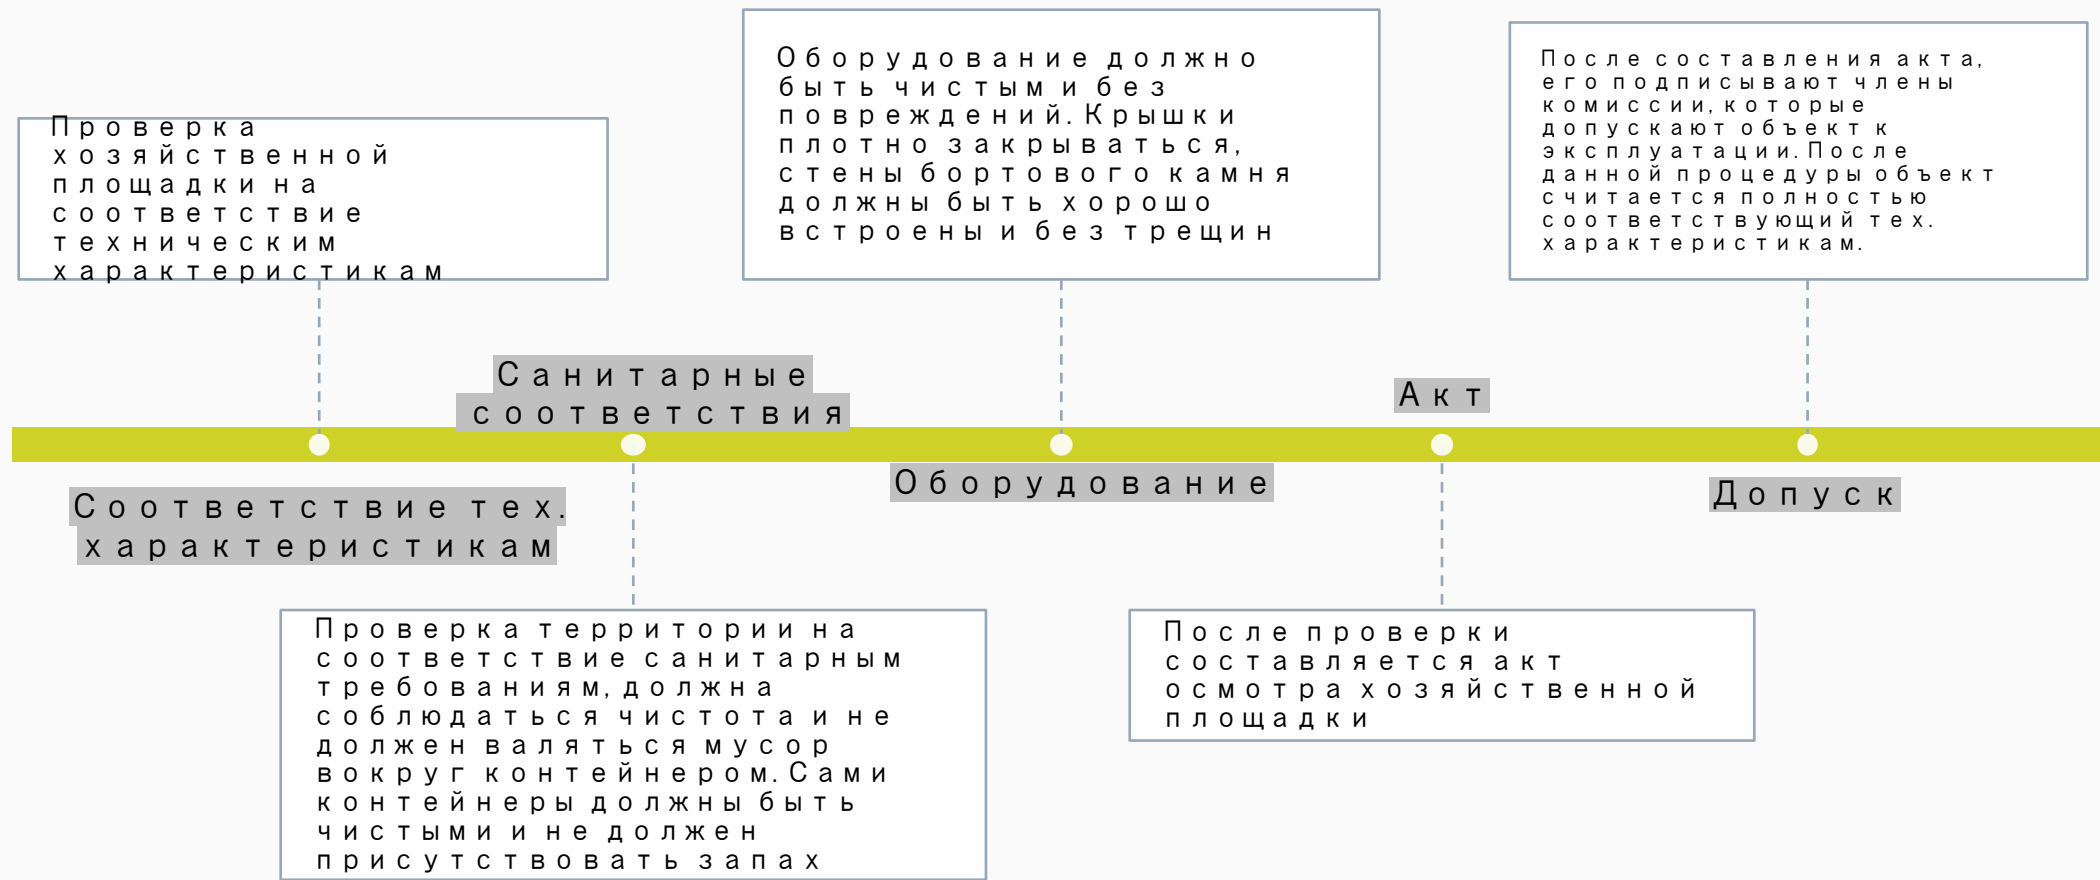 Проверка
хозяйственной
площадки на
соответствие
техническим
характеристикам
Соответствие тех.
характеристикам
Санитарные
соответствия
Проверка территории на
соответствие санитарным
требованиям, должна
соблюдаться чистота и не
должен валяться мусор
вокруг контейнером. Сами
контейнеры должны быть
чистыми и не должен
присутствовать запах
Оборудование должно
быть чистым и без
повреждений. Крышки
плотно закрываться,
стены бортового камня
должны быть хорошо
встроены и без трещин
Оборудование
Акт
После проверки
составляется акт
осмотра хозяйственной
площадки
После составления акта,
его подписывают члены
комиссии, которые
допускают объект к
эксплуатации. После
данной процедуры объект
считается полностью
соответствующий тех.
характеристикам.
Допуск